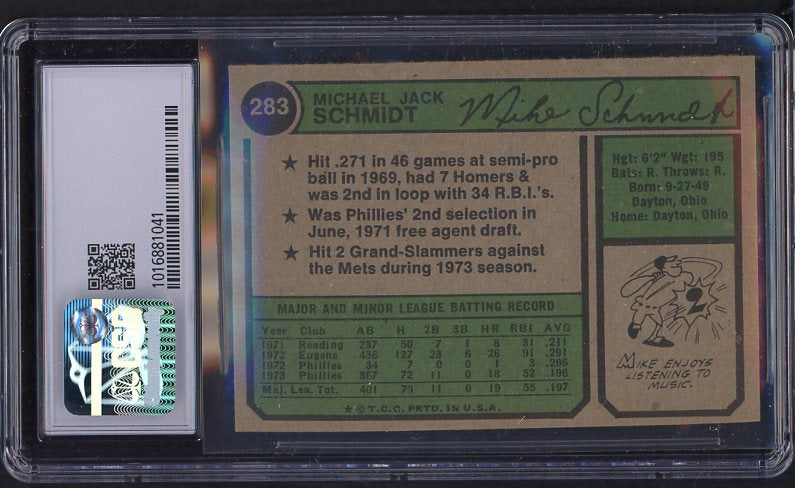 283
MICHAEL JACK
SCHMIDT
Mike Schmidt
★ Hit .271 in 46 games at semi-pro
ball in 1969, had 7 Homers &
was 2nd in loop with 34 R.B.I.'s.
★ Was Phillies' 2nd selection in
June, 1971 free agent draft.
★ Hit 2 Grand-Slammers against
the Mets during 1973 season.
Hgt: 6'2" Wgt: 195
Bats: R. Throws: R.
Born: 9-27-49
Dayton, Ohio
Home: Dayton, Ohio
2
MIKE ENJOYS
LISTENING TO
MUSIC.
MAJOR AND MINOR LEAGUE BATTING RECORD
Year Club AB H 2B 3B HR RBI AVG
1971 Reading 237 50 7 1 8 31 .211
1972 Eugene 436 127 23 6 26 91 .291
1972 Phillies 34 7 0 0 1 3 .206
1973 Phillies 367 72 11 0 18 52 .196
Maj. Lea. Tot. 401 79 11 0 19 55 .197
★ © T.C.G. PRTD. IN U.S.A.
1016881041